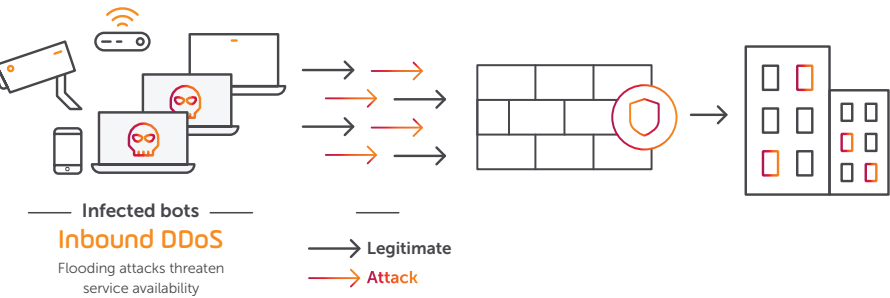 Infected bots
Inbound DDoS
Flooding attacks threaten
service availability
Legitimate
Attack